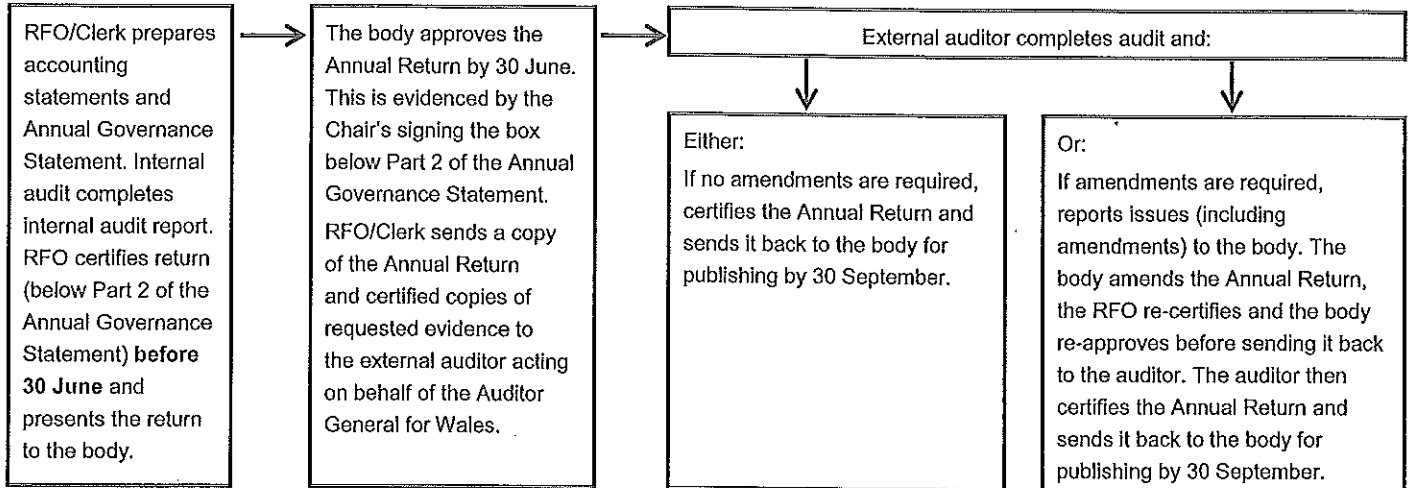 RFO/Clerk prepares
accounting
statements and
Annual Governance
Statement. Internal
audit completes
internal audit report.
RFO certifies return
(below Part 2 of the
Annual Governance
Statement) before
30 June and
presents the return
to the body.
The body approves the
Annual Return by 30 June.
This is evidenced by the
Chair's signing the box
below Part 2 of the Annual
Governance Statement.
RFO/Clerk sends a copy
of the Annual Return
and certified copies of
requested evidence to
the external auditor acting
on behalf of the Auditor
General for Wales.
External auditor completes audit and:
Either:
If no amendments are required,
certifies the Annual Return and
sends it back to the body for
publishing by 30 September.
Or:
If amendments are required,
reports issues (including
amendments) to the body. The
body amends the Annual Return,
the RFO re-certifies and the body
re-approves before sending it back
to the auditor. The auditor then
certifies the Annual Return and
sends it back to the body for
publishing by 30 September.